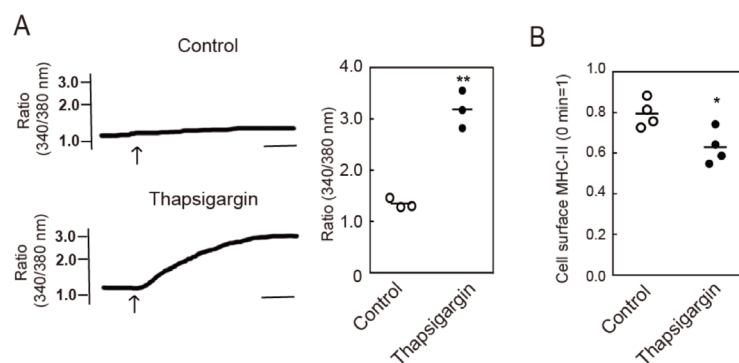 A
Control
Ratio
(340/380 nm)
3.0
2.0
1.0
Thapsigargin
Ratio
(340/380 nm)
3.0
2.0
1.0
Ratio (340/380 nm)
4.0
3.0
2.0
1.0
0
**
Control
Thapsigargin
B
Cell surface MHC-II (0 min=1)
1.0
0.8
0.6
0.4
0.2
0.0
*
Control
Thapsigargin